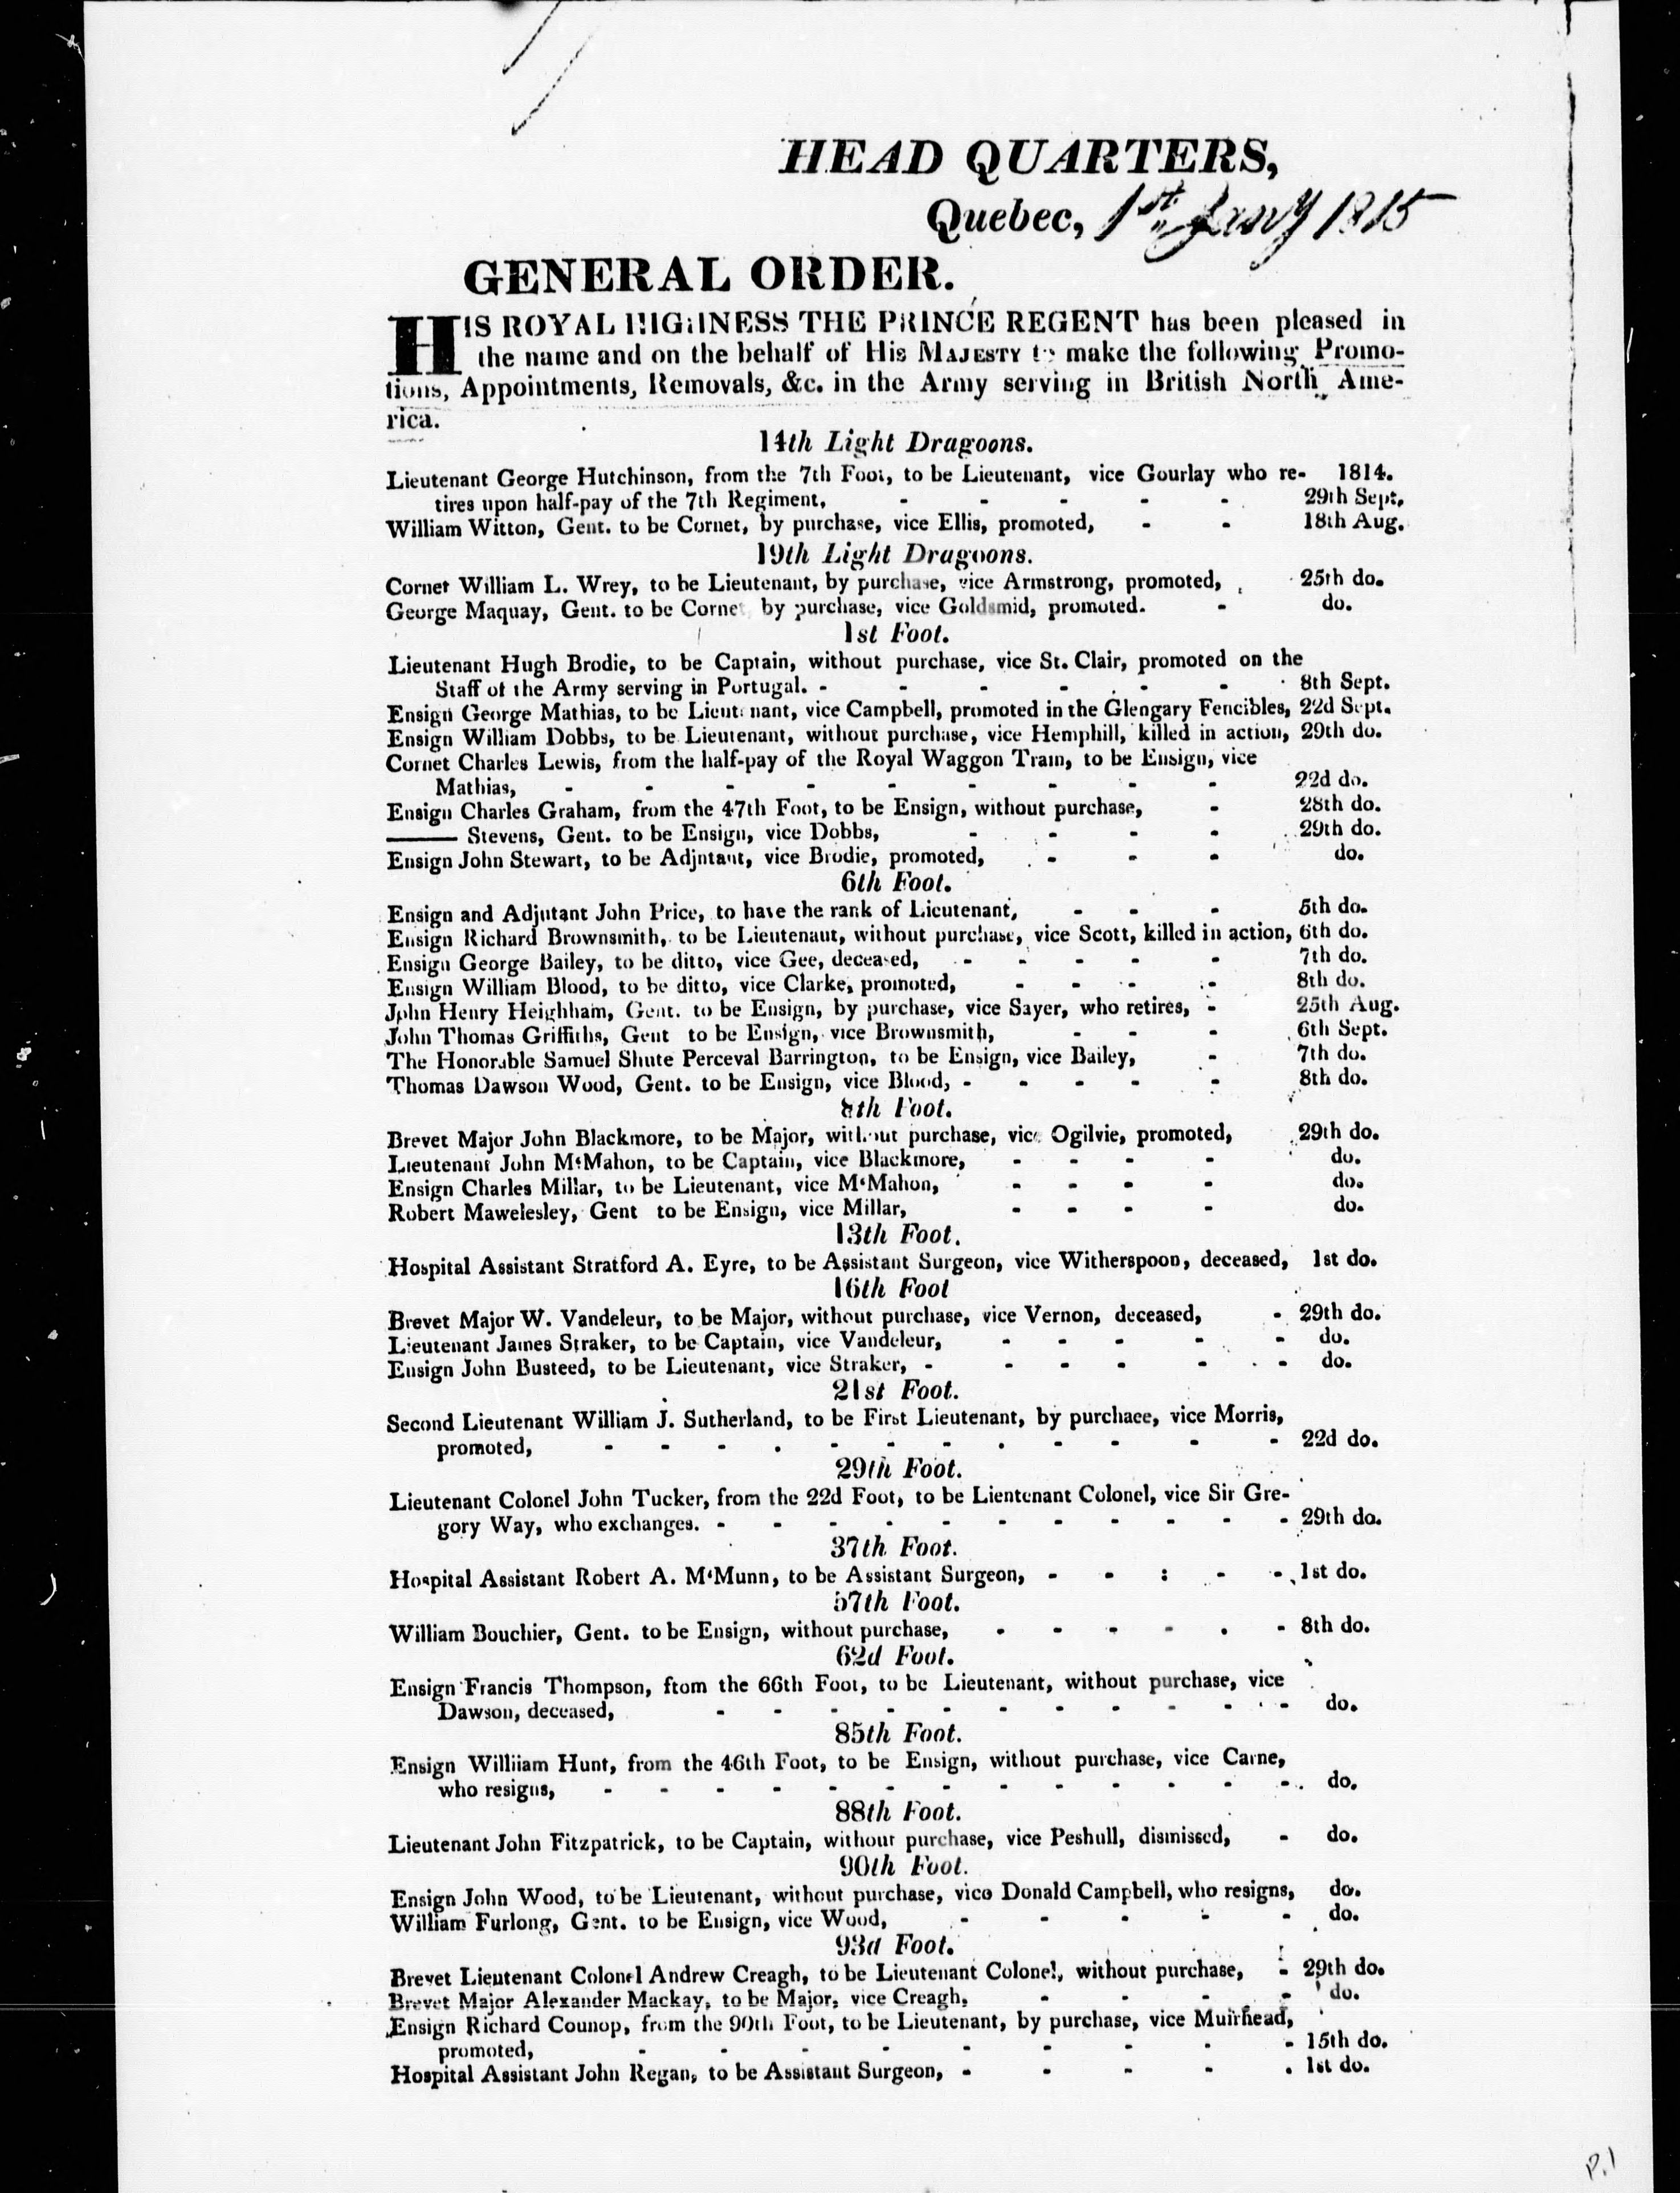 HEAD QUARTERS,
Quebec, 1st Jany 1815
GENERAL ORDER.
HIS ROYAL HIGHNESS THE PRINCE REGENT has been pleased in
the name and on the behalf of His MAJESTY to make the following Promo-
tions, Appointments, Removals, &c. in the Army serving in British North Ame-
rica.
14th Light Dragoons.
Lieutenant George Hutchinson, from the 7th Foot, to be Lieutenant, vice Gourlay who re- 1814.
tires upon half-pay of the 7th Regiment, - - - - - 29th Sept.
William Witton, Gent. to be Cornet, by purchase, vice Ellis, promoted, - - 18th Aug.
19th Light Dragoons.
Cornet William L. Wrey, to be Lieutenant, by purchase, vice Armstrong, promoted, 25th do.
George Maquay, Gent. to be Cornet, by purchase, vice Goldsmid, promoted. - do.
1st Foot.
Lieutenant Hugh Brodie, to be Captain, without purchase, vice St. Clair, promoted on the
Staff of the Army serving in Portugal. - - - - - - 8th Sept.
Ensign George Mathias, to be Lieutenant, vice Campbell, promoted in the Glengary Fencibles, 22d Sept.
Ensign William Dobbs, to be Lieutenant, without purchase, vice Hemphill, killed in action, 29th do.
Cornet Charles Lewis, from the half-pay of the Royal Waggon Train, to be Ensign, vice
Mathias, - - - - - - - - - 22d do.
Ensign Charles Graham, from the 47th Foot, to be Ensign, without purchase, - 28th do.
——— Stevens, Gent. to be Ensign, vice Dobbs, - - - - 29th do.
Ensign John Stewart, to be Adjntant, vice Brodie, promoted, - - - do.
6th Foot.
Ensign and Adjutant John Price, to have the rank of Lieutenant, - - - 5th do.
Ensign Richard Brownsmith, to be Lieutenant, without purchase, vice Scott, killed in action, 6th do.
Ensign George Bailey, to be ditto, vice Gee, deceased, - - - - - 7th do.
Ensign William Blood, to be ditto, vice Clarke, promoted, - - - - 8th do.
John Henry Heighham, Gent. to be Ensign, by purchase, vice Sayer, who retires, - 25th Aug.
John Thomas Griffiths, Gent to be Ensign, vice Brownsmith, - - - 6th Sept.
The Honorable Samuel Shute Perceval Barrington, to be Ensign, vice Bailey, - 7th do.
Thomas Dawson Wood, Gent. to be Ensign, vice Blood, - - - - - 8th do.
8th Foot.
Brevet Major John Blackmore, to be Major, without purchase, vice Ogilvie, promoted, 29th do.
Lieutenant John M‘Mahon, to be Captain, vice Blackmore, - - - - do.
Ensign Charles Millar, to be Lieutenant, vice M‘Mahon, - - - - do.
Robert Mawelesley, Gent to be Ensign, vice Millar, - - - - do.
13th Foot.
Hospital Assistant Stratford A. Eyre, to be Assistant Surgeon, vice Witherspoon, deceased, 1st do.
16th Foot
Brevet Major W. Vandeleur, to be Major, without purchase, vice Vernon, deceased, - 29th do.
Lieutenant James Straker, to be Captain, vice Vandeleur, - - - - - do.
Ensign John Busteed, to be Lieutenant, vice Straker, - - - - - - do.
21st Foot.
Second Lieutenant William J. Sutherland, to be First Lieutenant, by purchace, vice Morris,
promoted, - - - - - - - - - - - - 22d do.
29th Foot.
Lieutenant Colonel John Tucker, from the 22d Foot, to be Lientenant Colonel, vice Sir Gre-
gory Way, who exchanges. - - - - - - - - - - - 29th do.
37th Foot.
Hospital Assistant Robert A. M‘Munn, to be Assistant Surgeon, - - : - - 1st do.
57th Foot.
William Bouchier, Gent. to be Ensign, without purchase, - - - - - - 8th do.
62d Foot.
Ensign Francis Thompson, ftom the 66th Foot, to be Lieutenant, without purchase, vice
Dawson, deceased, - - - - - - - - - - - do.
85th Foot.
Ensign Williiam Hunt, from the 46th Foot, to be Ensign, without purchase, vice Carne,
who resigns, - - - - - - - - - - - - - do.
88th Foot.
Lieutenant John Fitzpatrick, to be Captain, without purchase, vice Peshull, dismissed, - do.
90th Foot.
Ensign John Wood, to be Lieutenant, without purchase, vice Donald Campbell, who resigns, do.
William Furlong, Gent. to be Ensign, vice Wood, - - - - - do.
93d Foot.
Brevet Lieutenant Colonel Andrew Creagh, to be Lieutenant Colonel, without purchase, - 29th do.
Brevet Major Alexander Mackay, to be Major, vice Creagh, - - - - do.
Ensign Richard Counop, from the 90th Foot, to be Lieutenant, by purchase, vice Muirhead,
promoted, - - - - - - - - - 15th do.
Hospital Assistant John Regan, to be Assistant Surgeon, - - - - . 1st do.
P.1